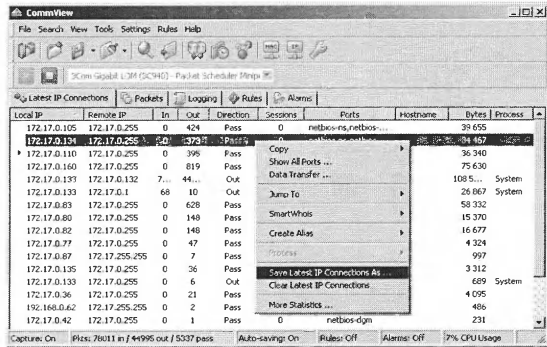 CommView
File Search View Tools Settings Rules Help
3Com Gigabit LOM (3C940) - Packet Scheduler Minipo
Latest IP Connections Packets Logging Rules Alarms
Local IP Remote IP In Out Direction Sessions Ports Hostname Bytes Process
172.17.0.105 172.17.0.255 0 424 Pass 0 netbios-ns,netbios-... 39 655
172.17.0.134 172.17.0.255 0 373 Pass 34 467
172.17.0.110 172.17.0.255 0 395 Pass 36 340
172.17.0.160 172.17.0.255 0 819 Pass 75 630
172.17.0.133 172.17.0.132 7... 44... Out 108 5... System
172.17.0.133 172.17.0.1 68 10 Out 26 867 System
172.17.0.83 172.17.0.255 0 628 Pass 58 332
172.17.0.80 172.17.0.255 0 148 Pass 15 370
172.17.0.82 172.17.0.255 0 148 Pass 16 677
172.17.0.77 172.17.0.255 0 47 Pass 4 324
172.17.0.87 172.17.255.255 0 7 Pass 997
172.17.0.135 172.17.0.255 0 36 Pass 3 312
172.17.0.133 172.17.0.255 0 6 Out 689 System
172.17.0.36 172.17.0.255 0 21 Pass 4 095
192.168.0.62 172.17.255.255 0 2 Pass 486
172.17.0.42 172.17.0.255 0 1 Pass 0 netbios-dgm 231
Copy
Show All Ports ...
Data Transfer ...
Jump To
SmartWhois
Create Alias
Process
Save Latest IP Connections As ...
Clear Latest IP Connections
More Statistics ...
Capture: On Pkts: 78011 in / 44995 out / 5337 pass Auto-saving: On Rules: Off Alarms: Off 7% CPU Usage